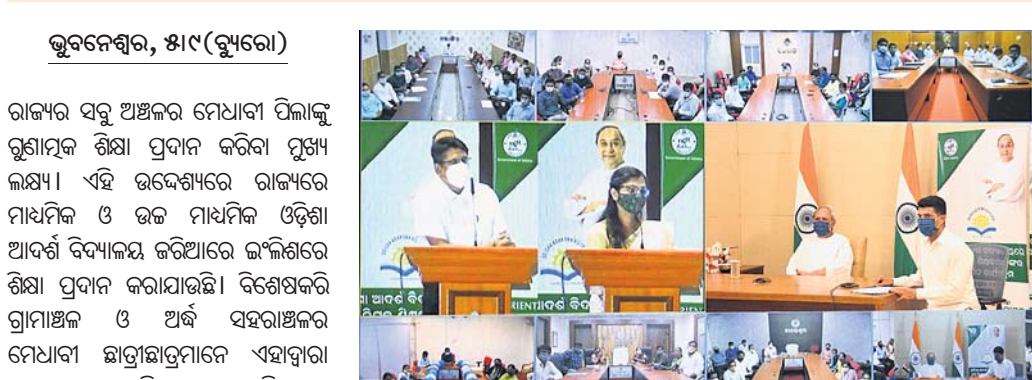 ଭୁବନେଶ୍ୱର, ୫।୯(ବ୍ୟୁରୋ)
ରାଜ୍ୟର ସବୁ ଅଞ୍ଚଳର ମେଧାବୀ ପିଲାଙ୍କୁ
ଗୁଣାତ୍ମକ ଶିକ୍ଷା ପ୍ରଦାନ କରିବା ମୁଖ୍ୟ
ଲକ୍ଷ୍ୟ। ଏହି ଉଦ୍ଦେଶ୍ୟରେ ରାଜ୍ୟରେ
ମାଧ୍ୟମିକ ଓ ଉଚ୍ଚ ମାଧ୍ୟମିକ ଓଡ଼ିଶା
ଆଦର୍ଶ ବିଦ୍ୟାଳୟ ଜରିଆରେ ଇଂଲିଶରେ
ଶିକ୍ଷା ପ୍ରଦାନ କରାଯାଉଛି। ବିଶେଷକରି
ଗ୍ରାମାଞ୍ଚଳ ଓ ଅର୍ଦ୍ଧ ସହରାଞ୍ଚଳର
ମେଧାବୀ ଛାତ୍ରୀଛାତ୍ରମାନେ ଏହାଦ୍ୱାରା